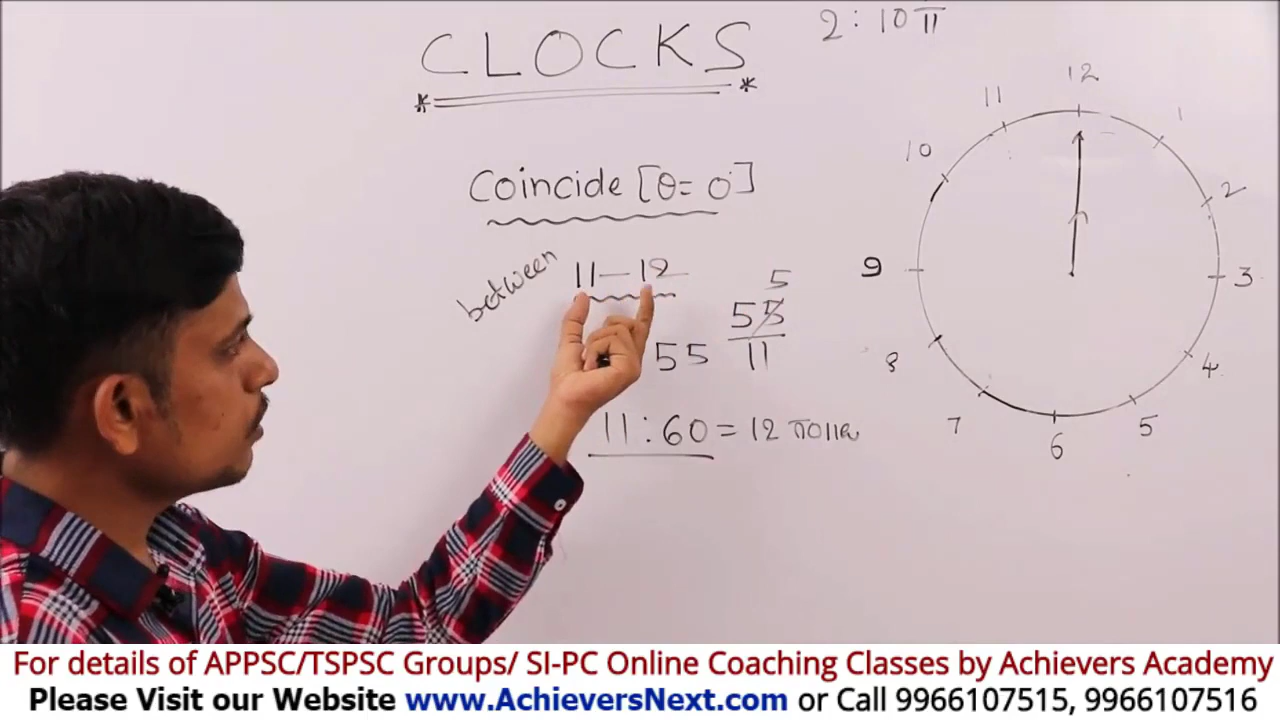 2 : 10 π
CLOCKS
Coincide [θ = 0°]
between 11 — 12
5
55
11
55
11 : 60 = 12
12
1
2
3
4
5
6
7
8
9
10
11
For details of APPSC/TSPSC Groups/ SI-PC Online Coaching Classes by Achievers Academy
Please Visit our Website www.AchieversNext.com or Call 9966107515, 9966107516